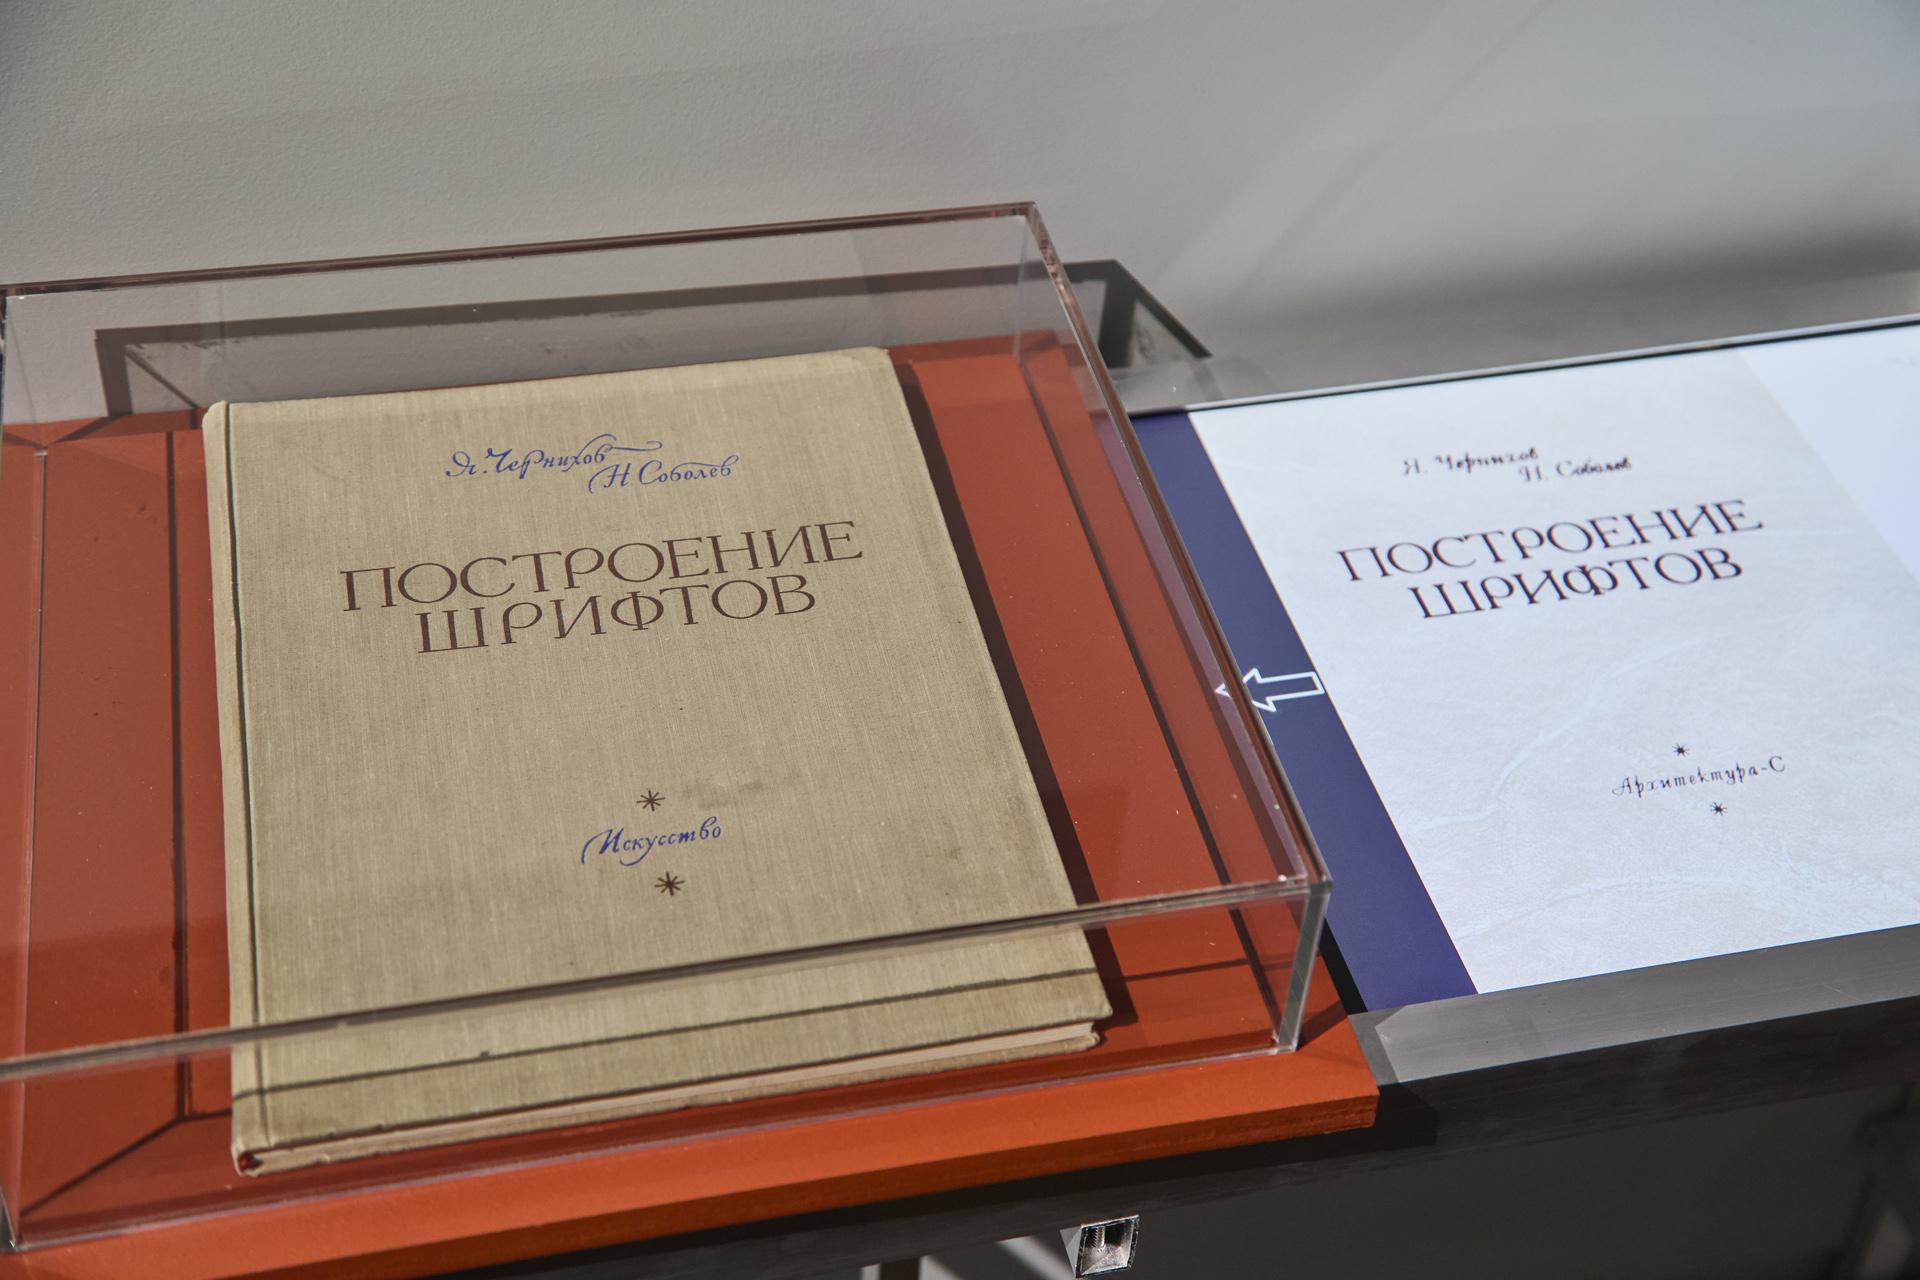 Я. Чернихов
Н. Соболев
ПОСТРОЕНИЕ
ШРИФТОВ
Искусство
Я. Чернихов
Н. Соболев
ПОСТРОЕНИЕ
ШРИФТОВ
Архитектура-С